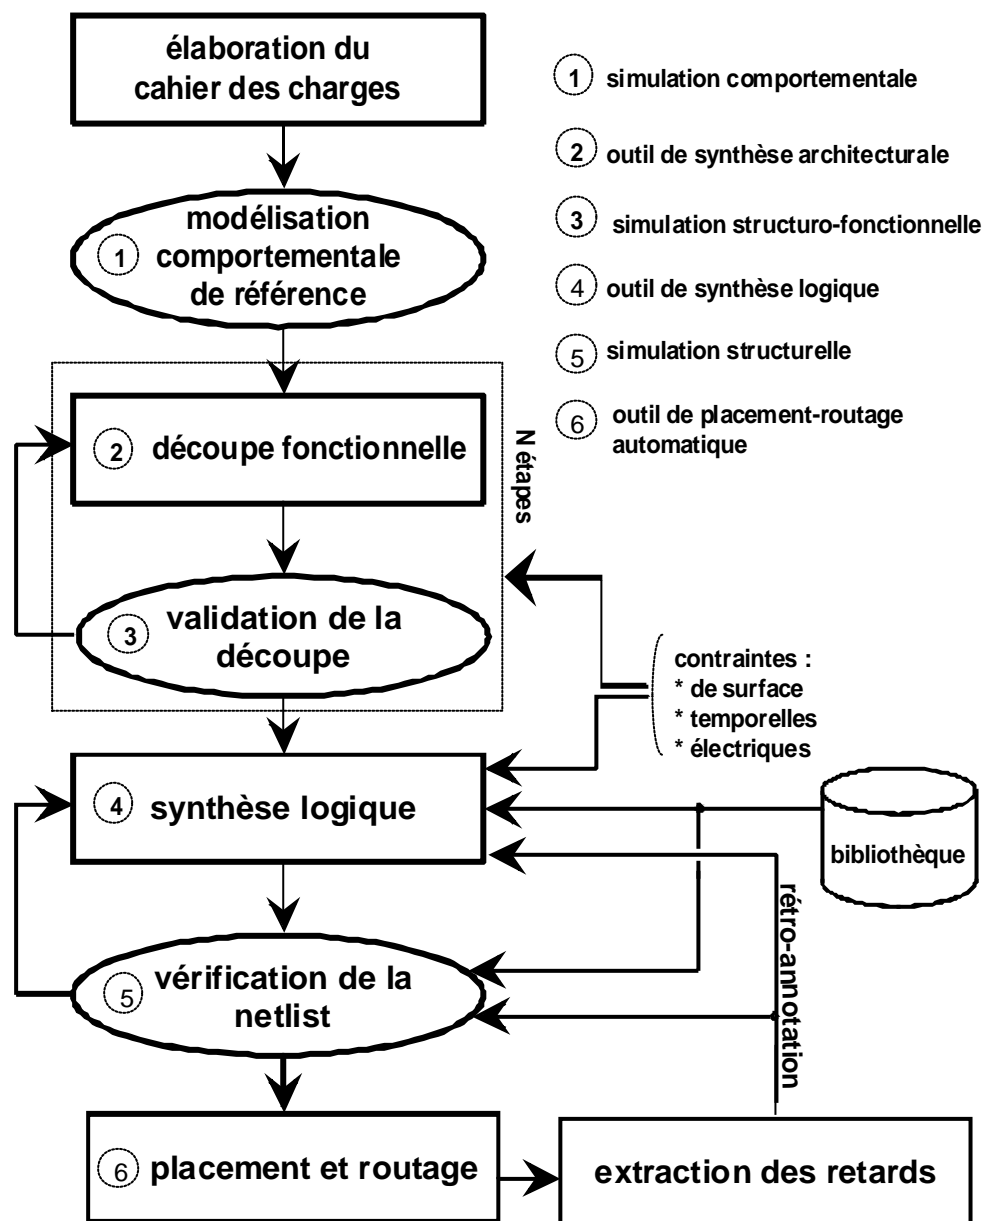 élaboration du
cahier des charges
1 simulation comportementale
2 outil de synthèse architecturale
3 simulation structuro-fonctionnelle
4 outil de synthèse logique
5 simulation structurelle
6 outil de placement-routage
automatique
modélisation
1 comportementale
de référence
2 découpe fonctionnelle
N étapes
3 validation de la
découpe
contraintes :
* de surface
* temporelles
* électriques
4 synthèse logique
bibliothèque
rétro-annotation
5 vérification de la
netlist
6 placement et routage
extraction des retards